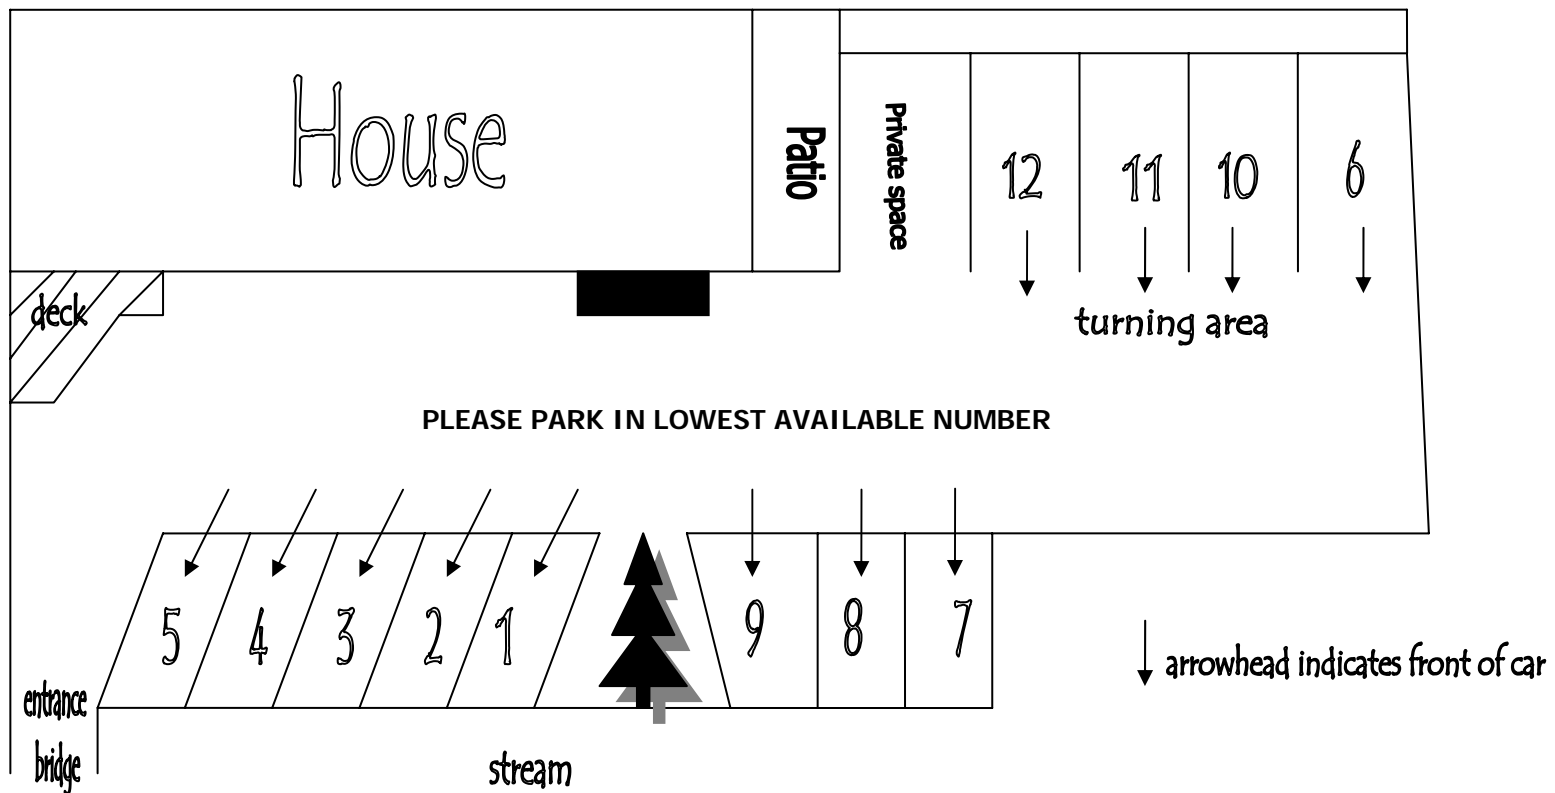 House
Patio
Private space
12 11 10 6
deck
turning area
PLEASE PARK IN LOWEST AVAILABLE NUMBER
5 4 3 2 1 9 8 7
arrowhead indicates front of car
entrance
bridge
stream